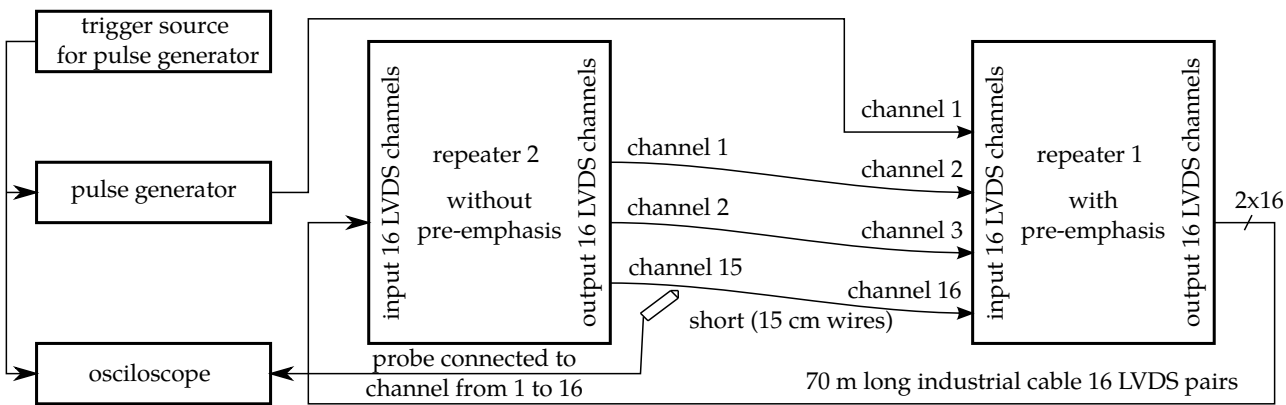 trigger source
for pulse generator
pulse generator
osciloscope
input 16 LVDS channels
repeater 2
without
pre-emphasis
output 16 LVDS channels
channel 1
channel 2
channel 15
channel 1
channel 2
channel 3
channel 16
short (15 cm wires)
probe connected to
channel from 1 to 16
input 16 LVDS channels
repeater 1
with
pre-emphasis
output 16 LVDS channels
2x16
70 m long industrial cable 16 LVDS pairs